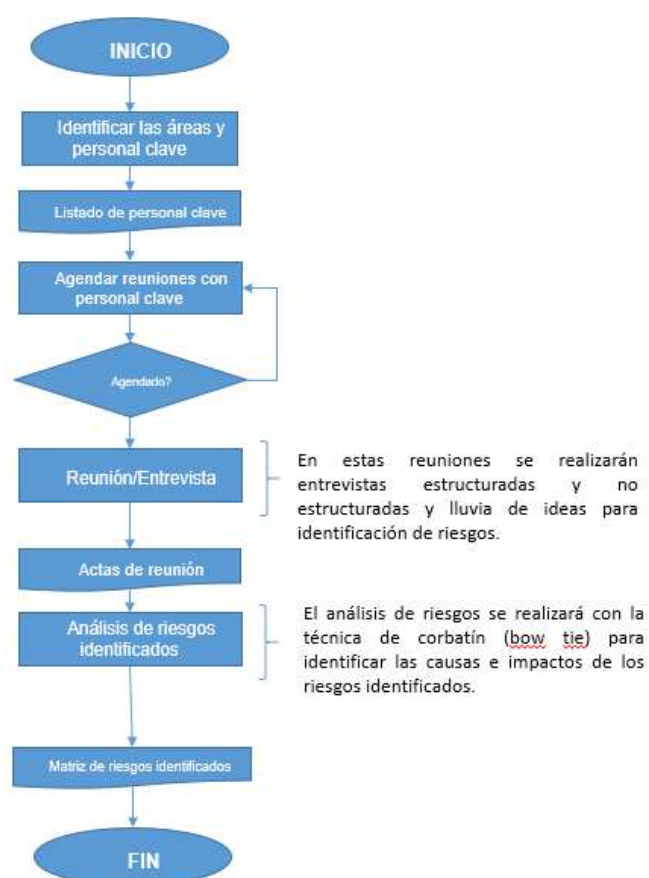 INICIO
Identificar las áreas y
personal clave
Listado de personal clave
Agendar reuniones con
personal clave
Agendado?
Reunión/Entrevista
En estas reuniones se realizarán
entrevistas estructuradas y no
estructuradas y lluvia de ideas para
identificación de riesgos.
Actas de reunión
Análisis de riesgos
identificados
El análisis de riesgos se realizará con la
técnica de corbatín (bow tie) para
identificar las causas e impactos de los
riesgos identificados.
Matriz de riesgos identificados
FIN